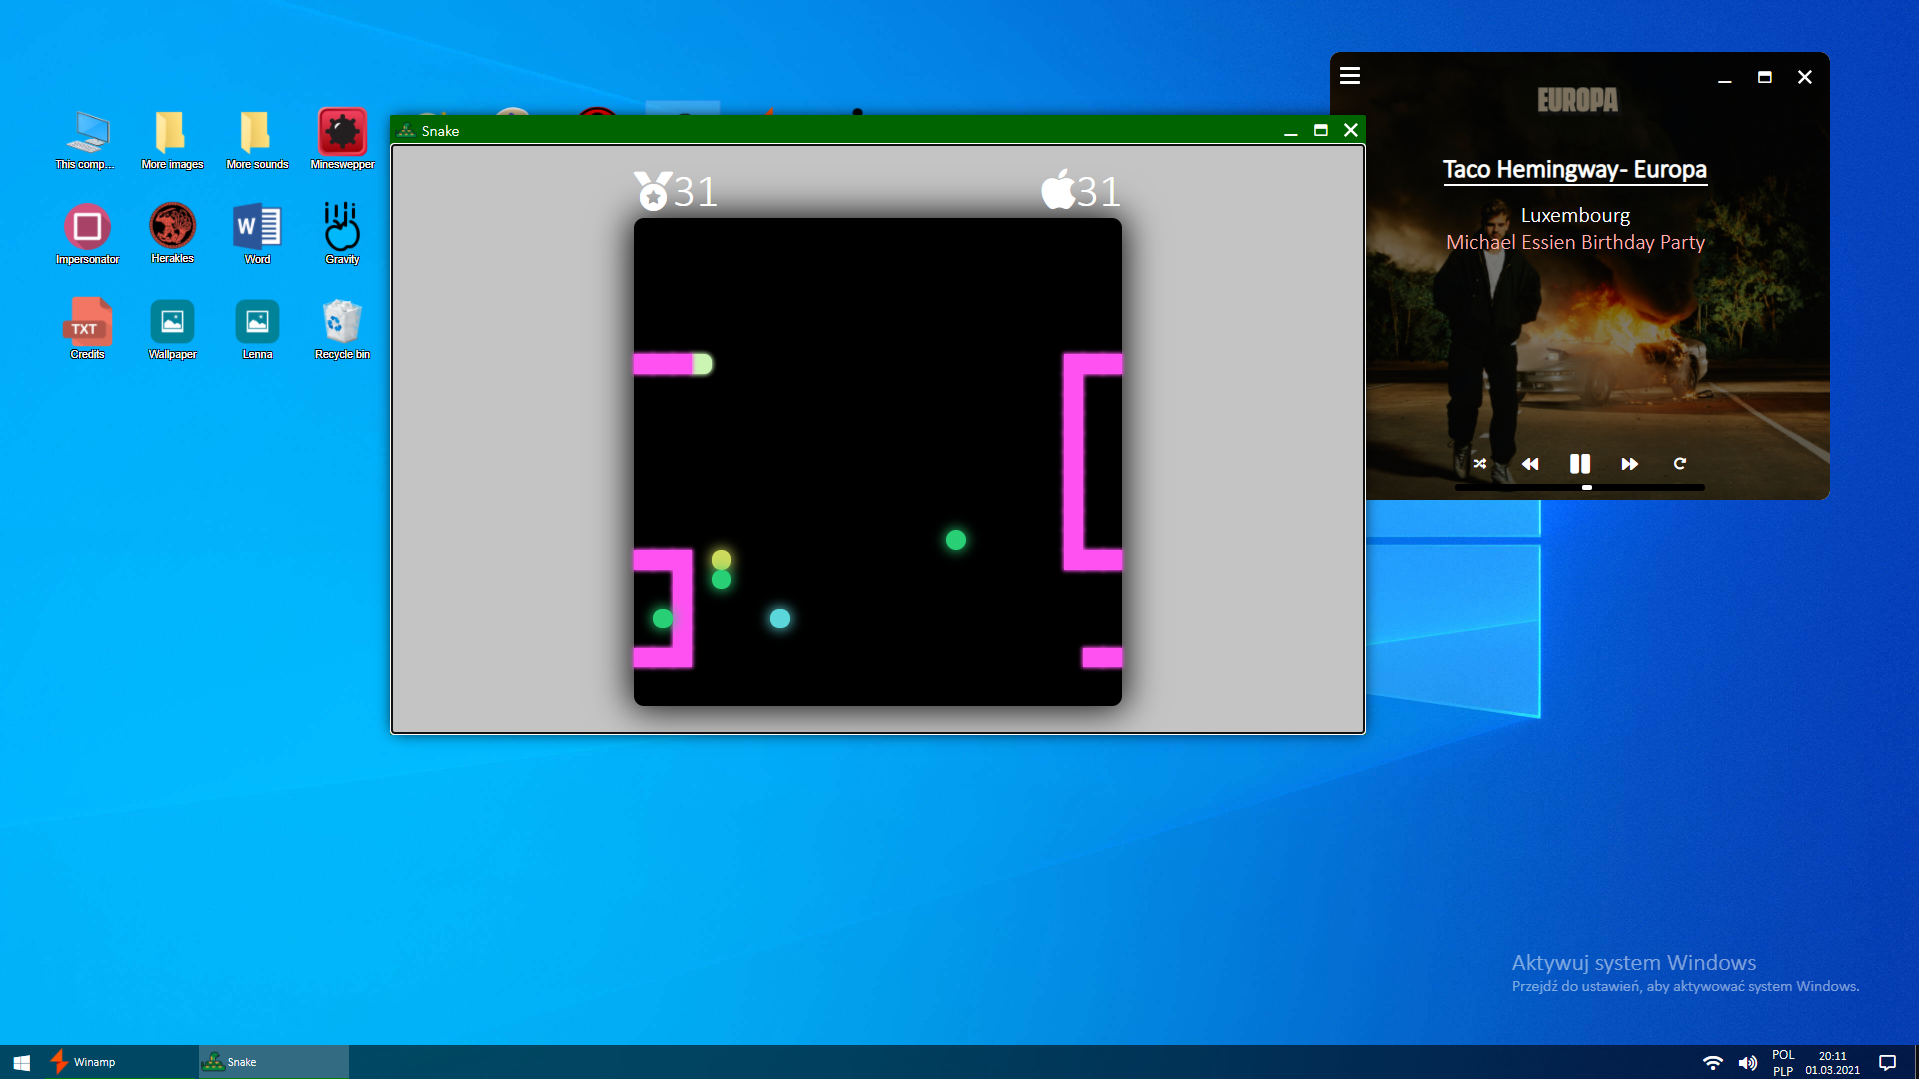 This comp...
More images
More sounds
Mineswepper
Impersonator
Herakles
Word
Gravity
TXT
Credits
Wallpaper
Lenna
Recycle bin
Snake
31
31
EUROPA
Taco Hemingway- Europa
Luxembourg
Michael Essien Birthday Party
Aktywuj system Windows
Przejdź do ustawień, aby aktywować system Windows.
Winamp
Snake
POL
PLP
20:11
01.03.2021